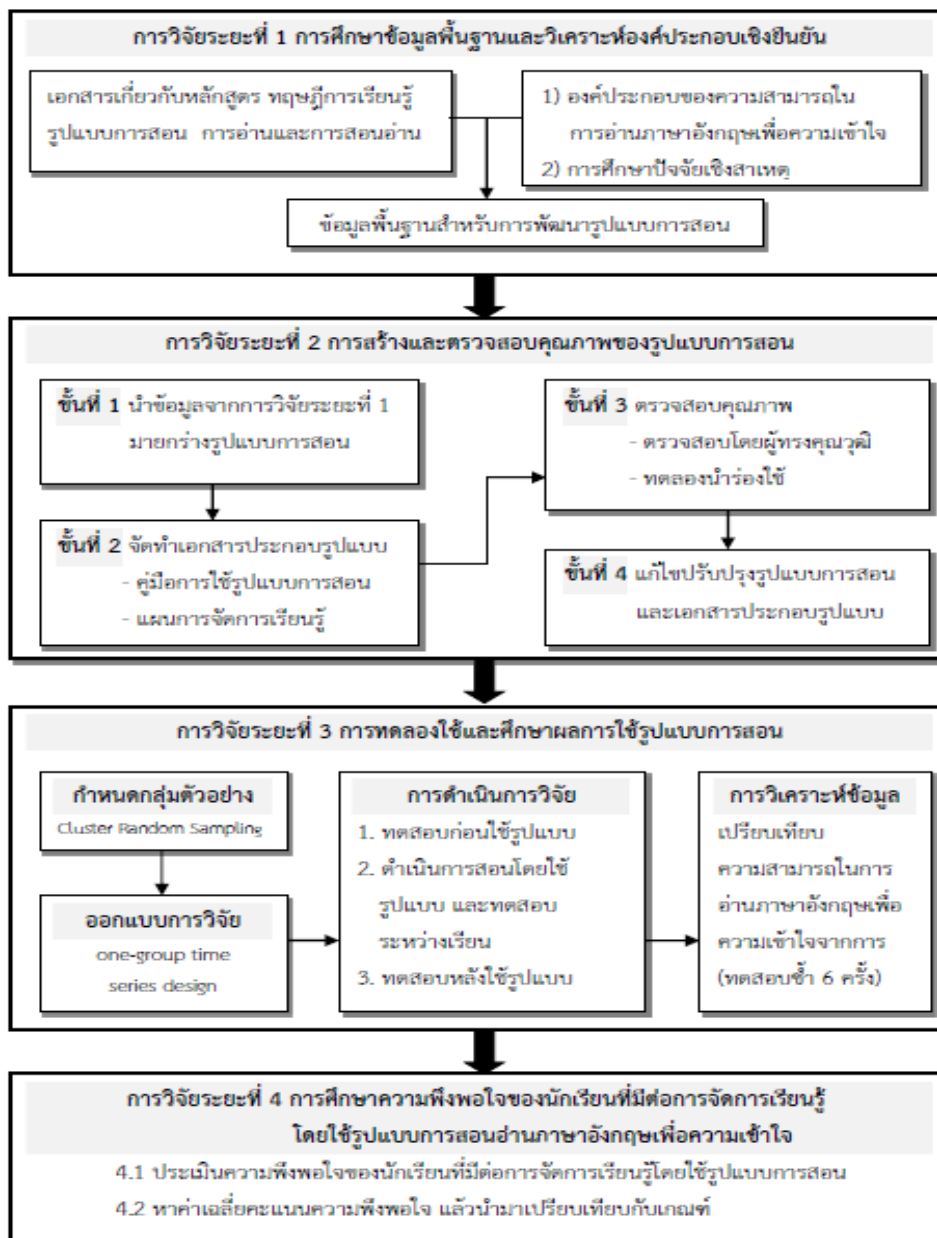 การวิจัยระยะที่ 1 การศึกษาข้อมูลพื้นฐานและวิเคราะห์องค์ประกอบเชิงยืนยัน
เอกสารเกี่ยวกับหลักสูตร ทฤษฎีการเรียนรู้
รูปแบบการสอน การอ่านและการสอนอ่าน
1) องค์ประกอบของความสามารถใน
การอ่านภาษาอังกฤษเพื่อความเข้าใจ
2) การศึกษาปัจจัยเชิงสาเหตุ
ข้อมูลพื้นฐานสำหรับการพัฒนารูปแบบการสอน
การวิจัยระยะที่ 2 การสร้างและตรวจสอบคุณภาพของรูปแบบการสอน
ขั้นที่ 1 นำข้อมูลจากการวิจัยระยะที่ 1
มายกร่างรูปแบบการสอน
ขั้นที่ 2 จัดทำเอกสารประกอบรูปแบบ
- คู่มือการใช้รูปแบบการสอน
- แผนการจัดการเรียนรู้
ขั้นที่ 3 ตรวจสอบคุณภาพ
- ตรวจสอบโดยผู้ทรงคุณวุฒิ
- ทดลองนำร่องใช้
ขั้นที่ 4 แก้ไขปรับปรุงรูปแบบการสอน
และเอกสารประกอบรูปแบบ
การวิจัยระยะที่ 3 การทดลองใช้และศึกษาผลการใช้รูปแบบการสอน
กำหนดกลุ่มตัวอย่าง
Cluster Random Sampling
ออกแบบการวิจัย
one-group time
series design
การดำเนินการวิจัย
1. ทดสอบก่อนใช้รูปแบบ
2. ดำเนินการสอนโดยใช้
รูปแบบ และทดสอบ
ระหว่างเรียน
3. ทดสอบหลังใช้รูปแบบ
การวิเคราะห์ข้อมูล
เปรียบเทียบ
ความสามารถในการ
อ่านภาษาอังกฤษเพื่อ
ความเข้าใจจากการ
(ทดสอบซ้ำ 6 ครั้ง)
การวิจัยระยะที่ 4 การศึกษาความพึงพอใจของนักเรียนที่มีต่อการจัดการเรียนรู้
โดยใช้รูปแบบการสอนอ่านภาษาอังกฤษเพื่อความเข้าใจ
4.1 ประเมินความพึงพอใจของนักเรียนที่มีต่อการจัดการเรียนรู้โดยใช้รูปแบบการสอน
4.2 หาค่าเฉลี่ยคะแนนความพึงพอใจ แล้วนำมาเปรียบเทียบกับเกณฑ์